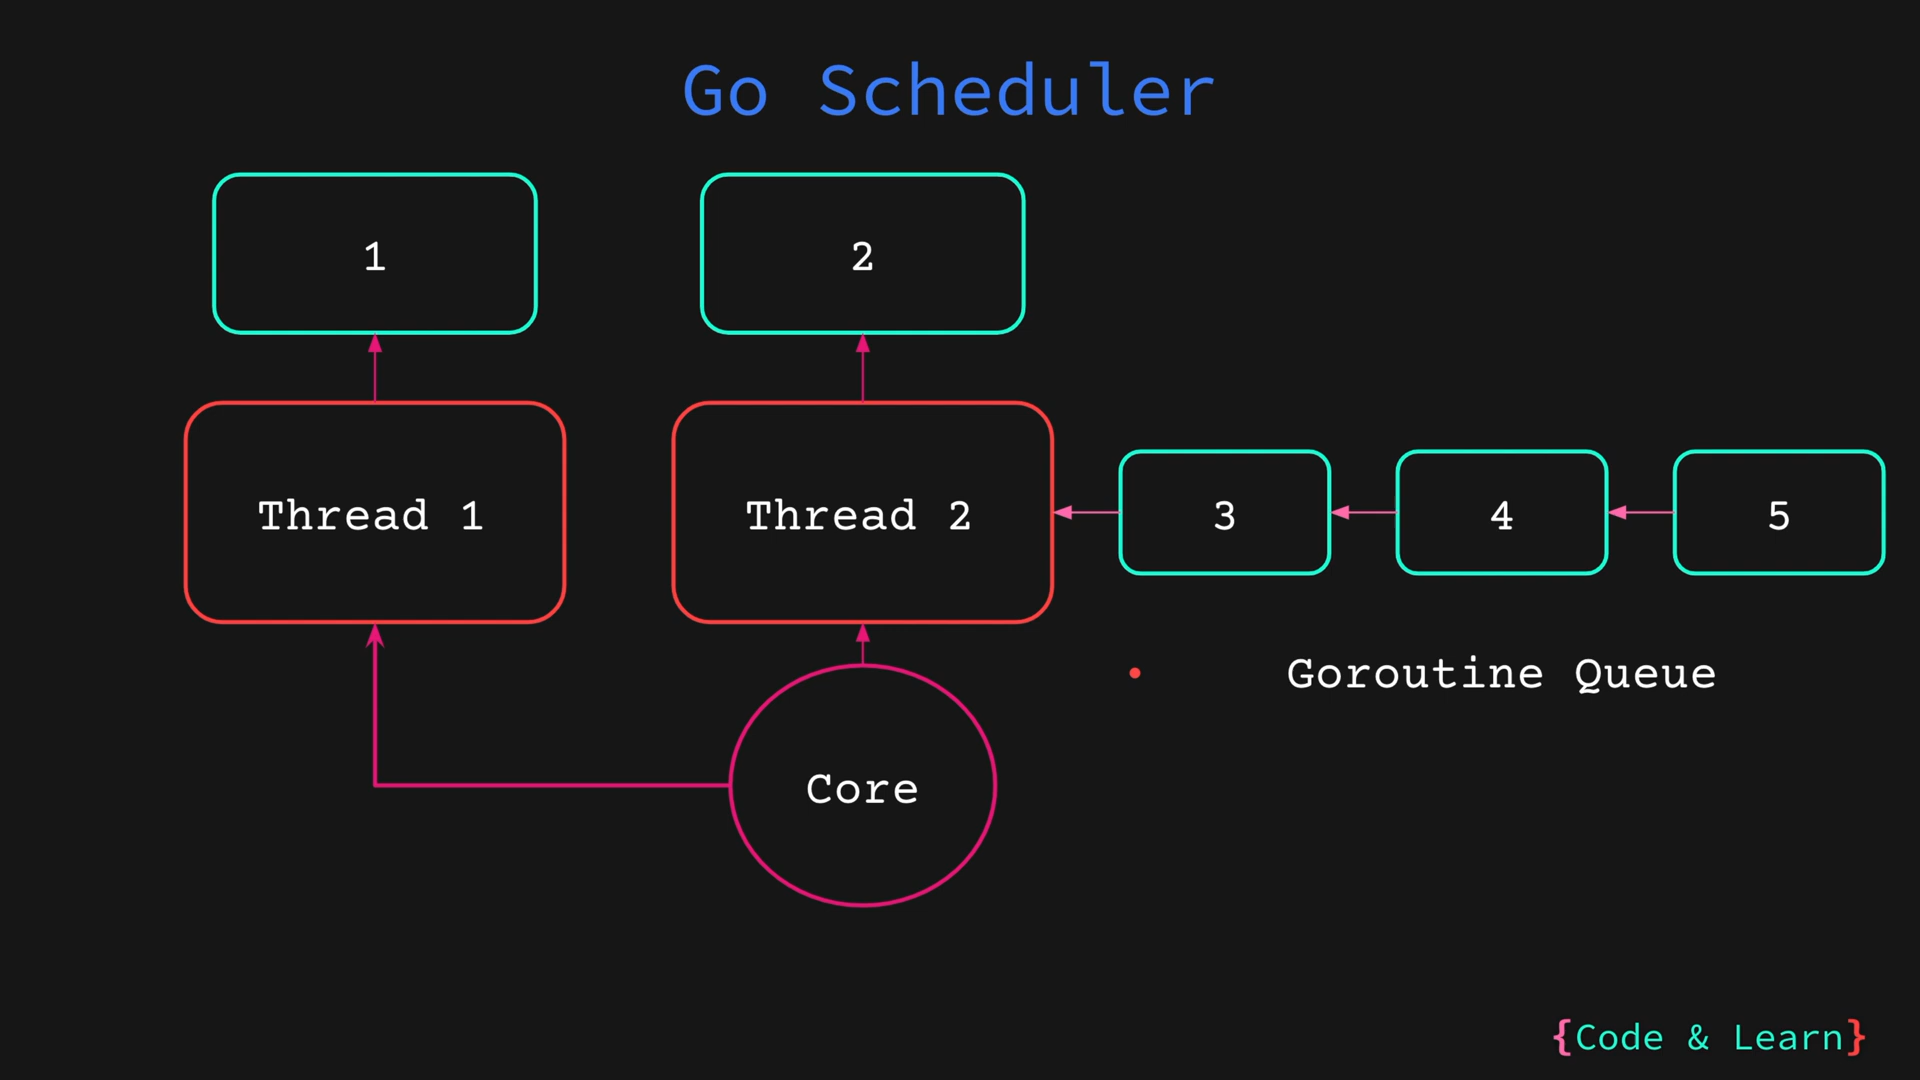 Go Scheduler
1
2
Thread 1
Thread 2
3
4
5
• Goroutine Queue
Core
{Code & Learn}